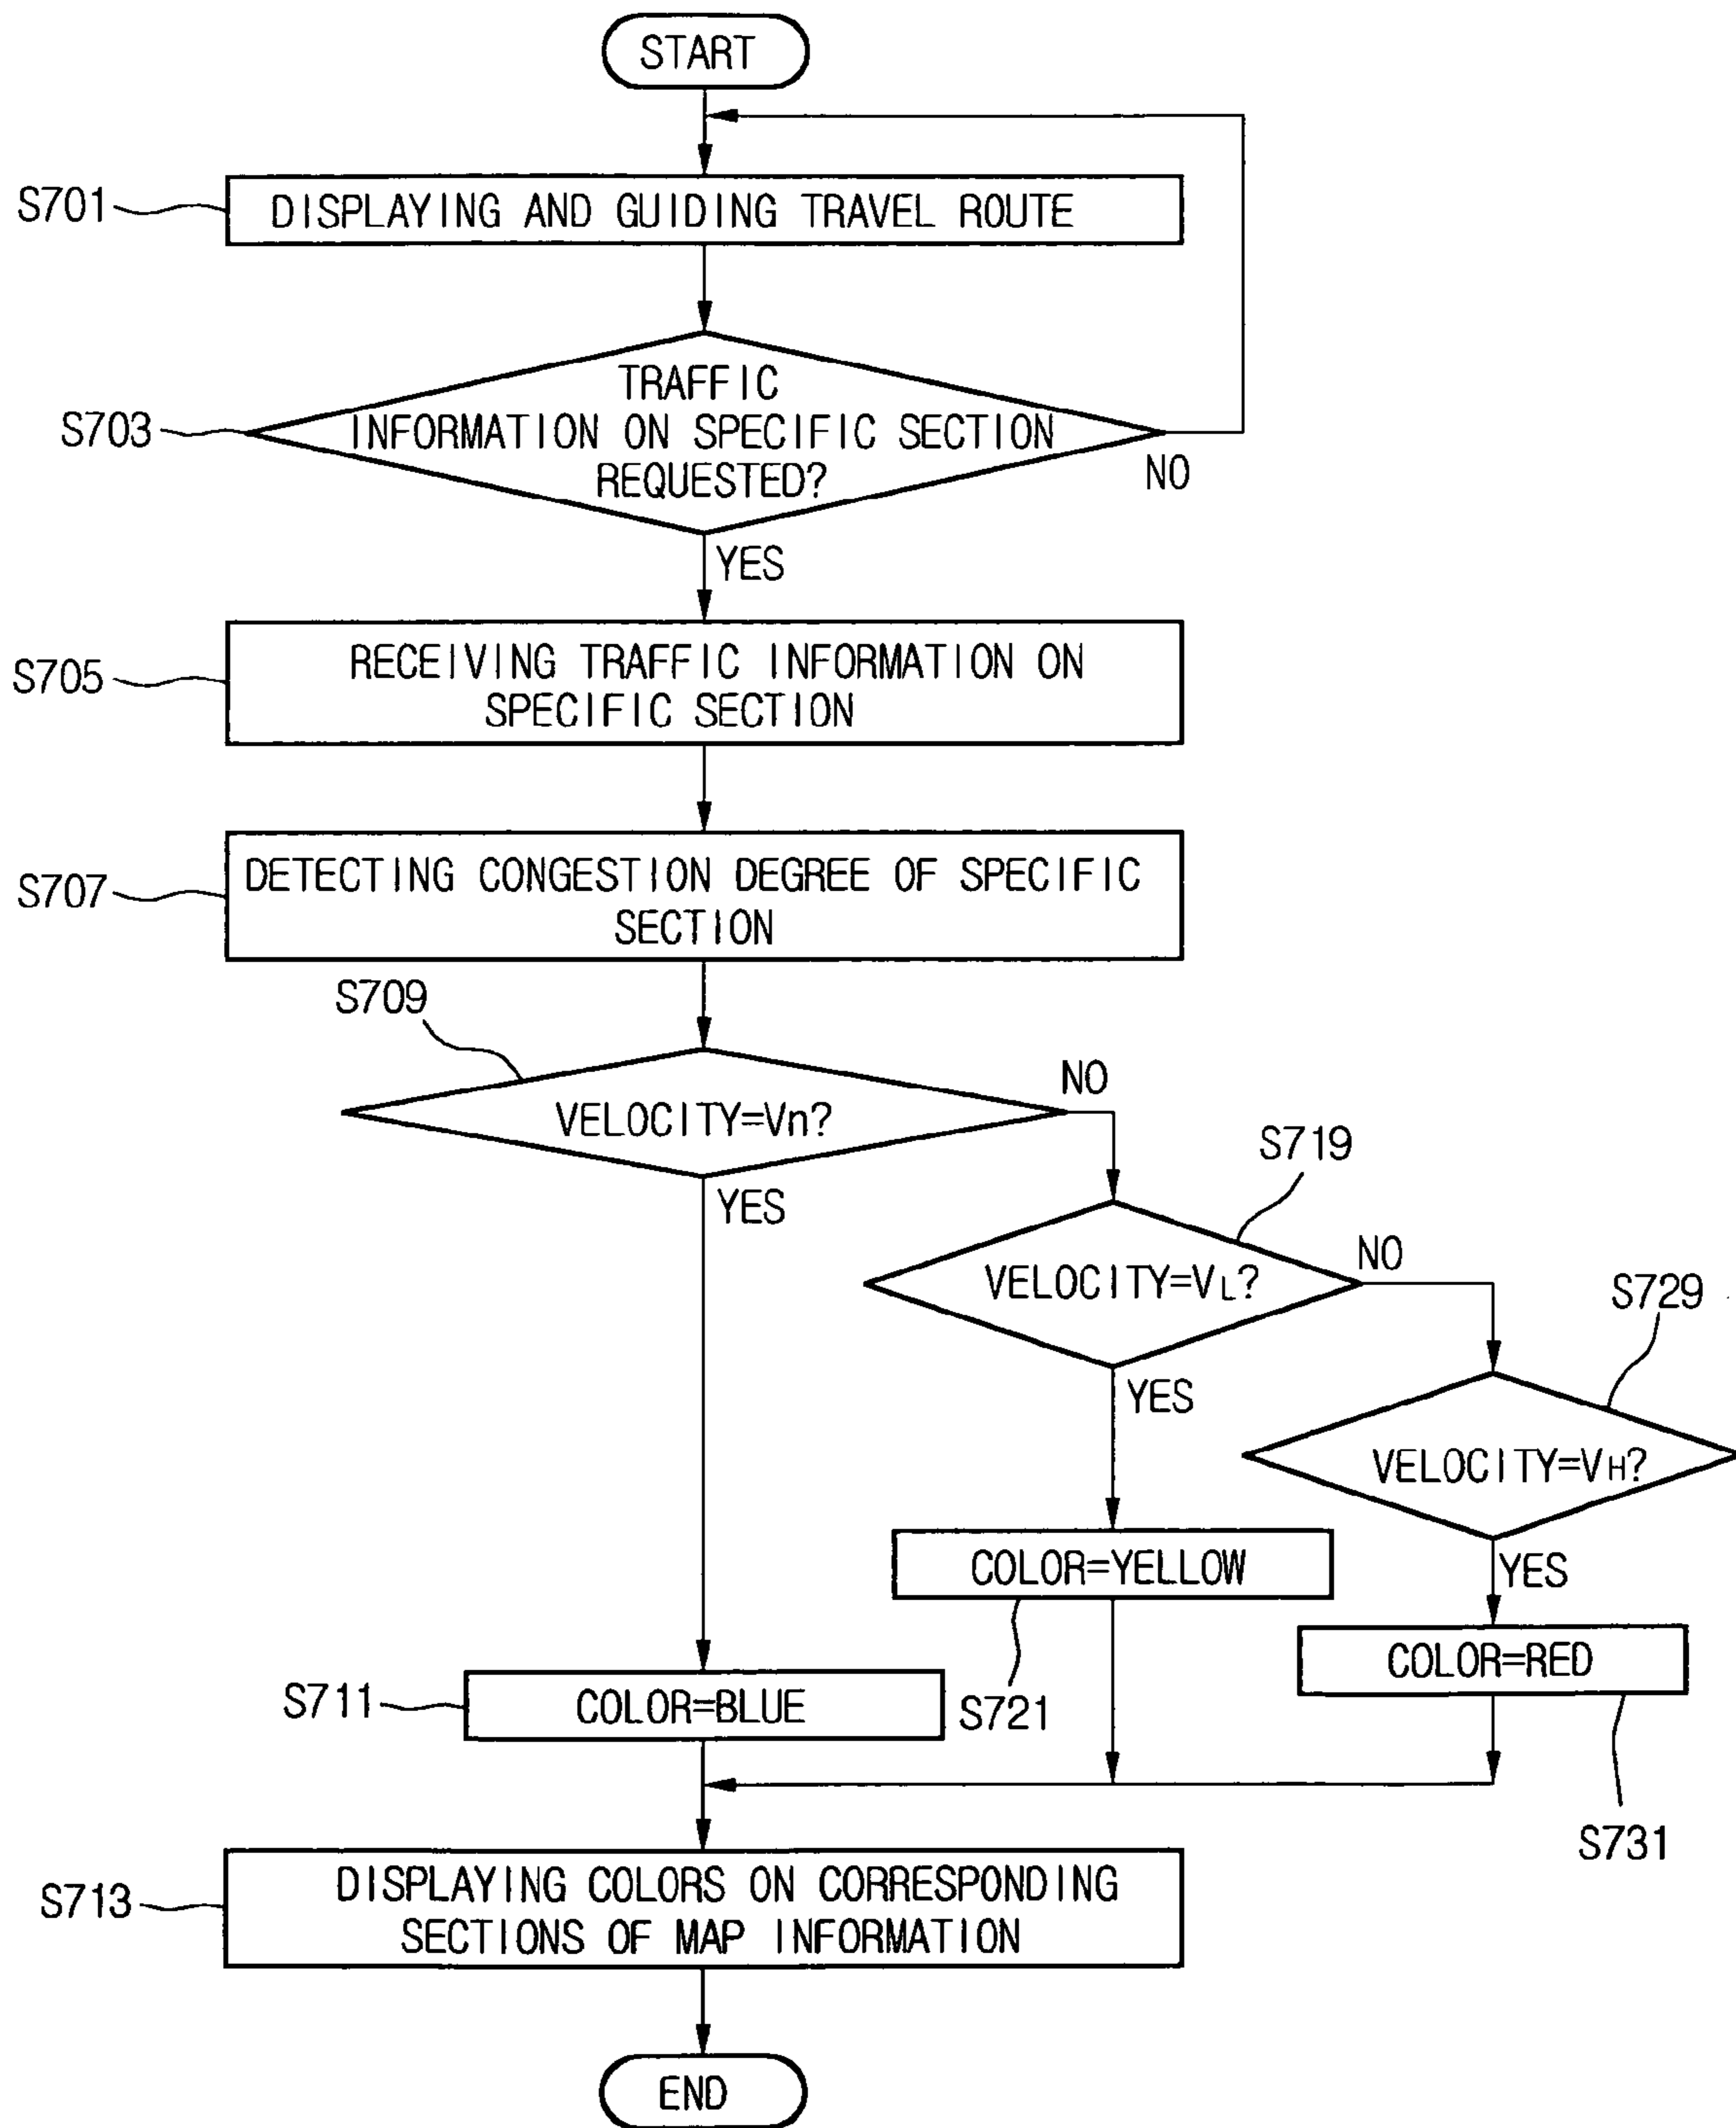 START
S701
DISPLAYING AND GUIDING TRAVEL ROUTE
S703
TRAFFIC
INFORMATION ON SPECIFIC SECTION
REQUESTED?
NO
YES
S705
RECEIVING TRAFFIC INFORMATION ON
SPECIFIC SECTION
S707
DETECTING CONGESTION DEGREE OF SPECIFIC
SECTION
S709
VELOCITY=Vn?
NO
YES
S719
VELOCITY=VL?
NO
YES
S729
VELOCITY=VH?
YES
COLOR=YELLOW
S721
COLOR=RED
S731
S711
COLOR=BLUE
S713
DISPLAYING COLORS ON CORRESPONDING
SECTIONS OF MAP INFORMATION
END